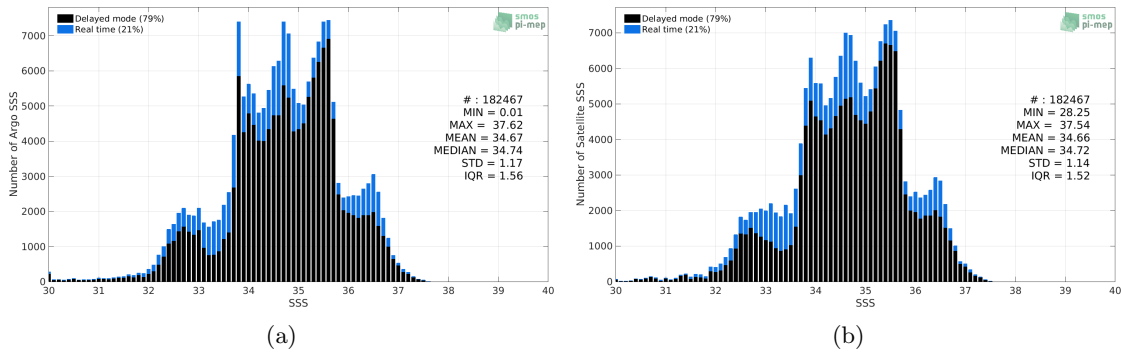 Delayed mode (79%)
Real time (21%)
smos
pi-mep
7000
6000
5000
4000
3000
2000
1000
0
Number of Argo SSS
# : 182467
MIN = 0.01
MAX = 37.62
MEAN = 34.67
MEDIAN = 34.74
STD = 1.17
IQR = 1.56
30 31 32 33 34 35 36 37 38 39 40
SSS
(a)
Delayed mode (79%)
Real time (21%)
smos
pi-mep
7000
6000
5000
4000
3000
2000
1000
0
Number of Satellite SSS
# : 182467
MIN = 28.25
MAX = 37.54
MEAN = 34.66
MEDIAN = 34.72
STD = 1.14
IQR = 1.52
30 31 32 33 34 35 36 37 38 39 40
SSS
(b)